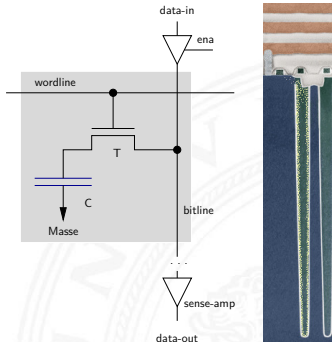 data-in
ena
wordline
T
C
bitline
Masse
. . .
sense-amp
data-out